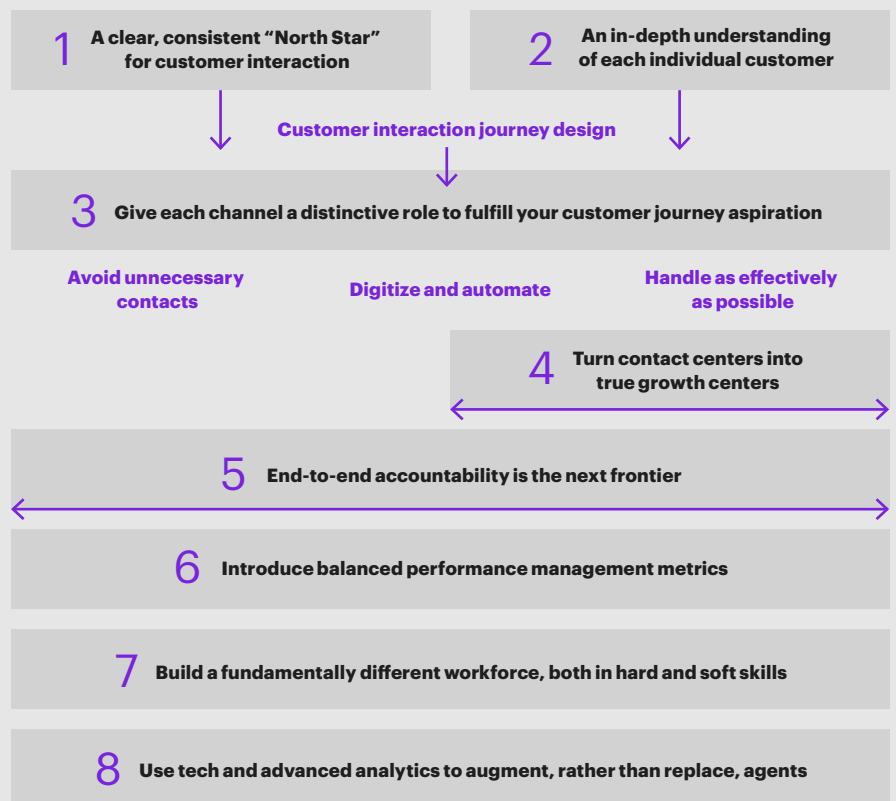 1
A clear, consistent “North Star”
for customer interaction
2
An in-depth understanding
of each individual customer
Customer interaction journey design
3 Give each channel a distinctive role to fulfill your customer journey aspiration
Avoid unnecessary
contacts
Digitize and automate
Handle as effectively
as possible
4
Turn contact centers into
true growth centers
5 End-to-end accountability is the next frontier
6 Introduce balanced performance management metrics
7 Build a fundamentally different workforce, both in hard and soft skills
8 Use tech and advanced analytics to augment, rather than replace, agents